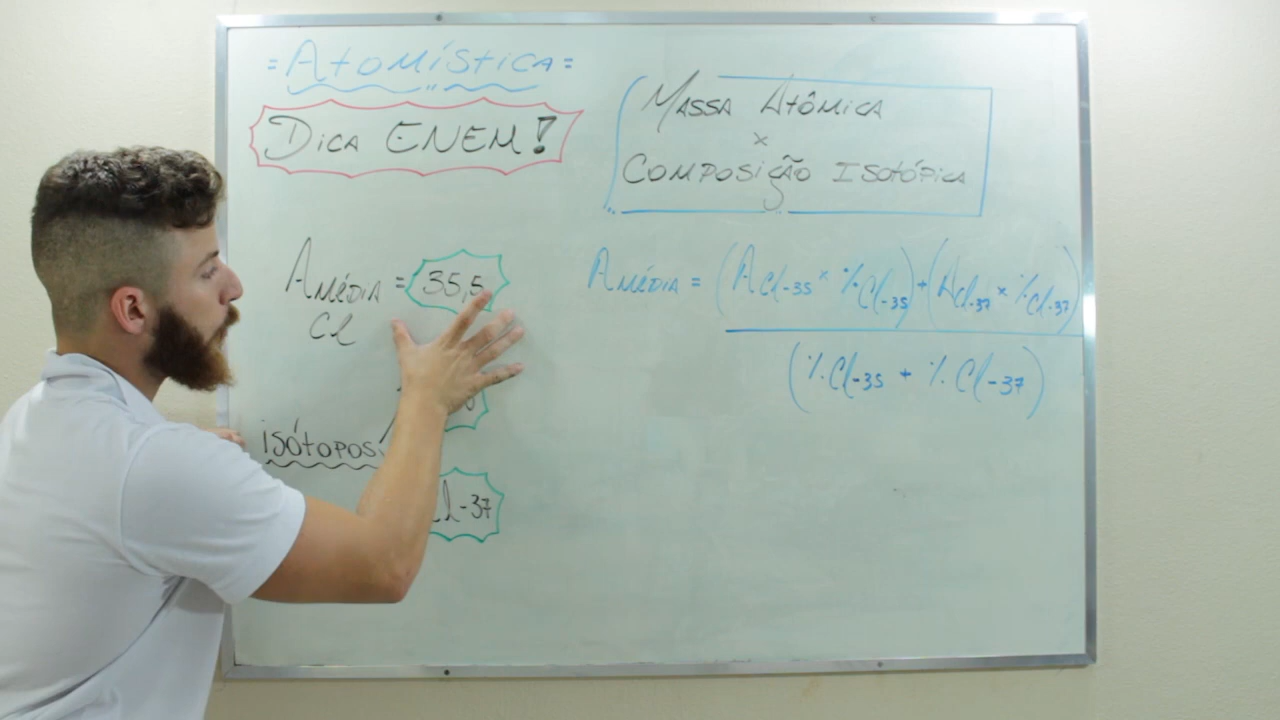 = Atomística =
Dica ENEM!
Massa Atômica
x
Composição Isotópica
A média = 35,5
Cl
isótopos
Cl-37
A média = (A Cl-35 x % Cl-35) + (A Cl-37 x % Cl-37)
(% Cl-35 + % Cl-37)